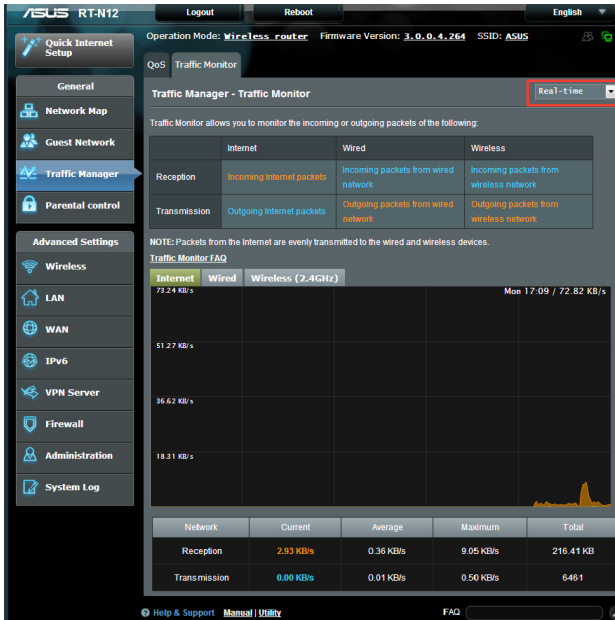 ASUS RT-N12
Logout
Reboot
English
Quick Internet
Setup
Operation Mode: Wireless router Firmware Version: 3.0.0.4.264 SSID: ASUS
QoS
Traffic Monitor
General
Network Map
Guest Network
Traffic Manager
Parental control
Advanced Settings
Wireless
LAN
WAN
IPv6
VPN Server
Firewall
Administration
System Log
Traffic Manager - Traffic Monitor
Real-time
Traffic Monitor allows you to monitor the incoming or outgoing packets of the following:
Internet Wired Wireless
Reception
Incoming Internet packets
Incoming packets from wired
network
Incoming packets from
wireless network
Transmission
Outgoing Internet packets
Outgoing packets from wired
network
Outgoing packets from
wireless network
NOTE: Packets from the Internet are evenly transmitted to the wired and wireless devices.
Traffic Monitor FAQ
Internet Wired Wireless (2.4GHz)
73.24 KB/s
Mon 17:09 / 72.82 KB/s
51.27 KB/s
36.62 KB/s
18.31 KB/s
Network Current Average Maximum Total
Reception 2.93 KB/s 0.36 KB/s 9.05 KB/s 216.41 KB
Transmission 0.00 KB/s 0.01 KB/s 0.50 KB/s 6461
Help & Support Manual | Utility
FAQ